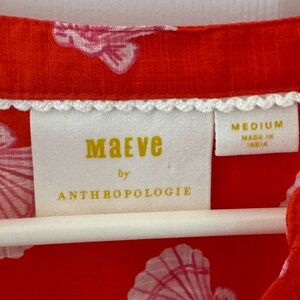 Maeve
by
ANTHROPOLOGIE
MEDIUM
MADE IN
INDIA